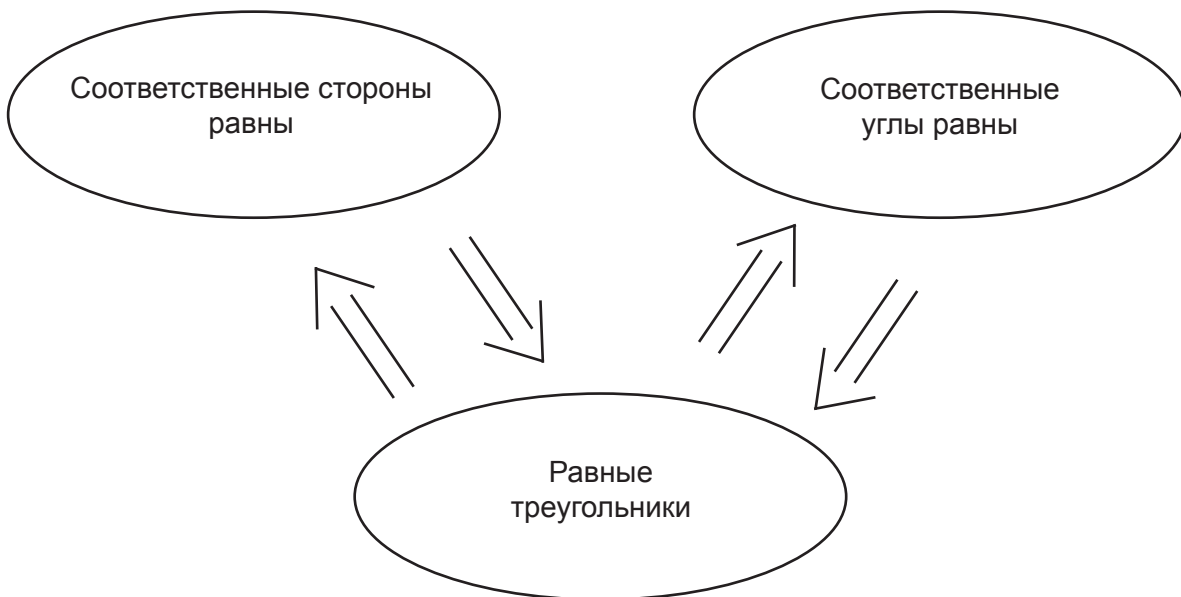 Соответственные стороны
равны
Соответственные
углы равны
Равные
треугольники